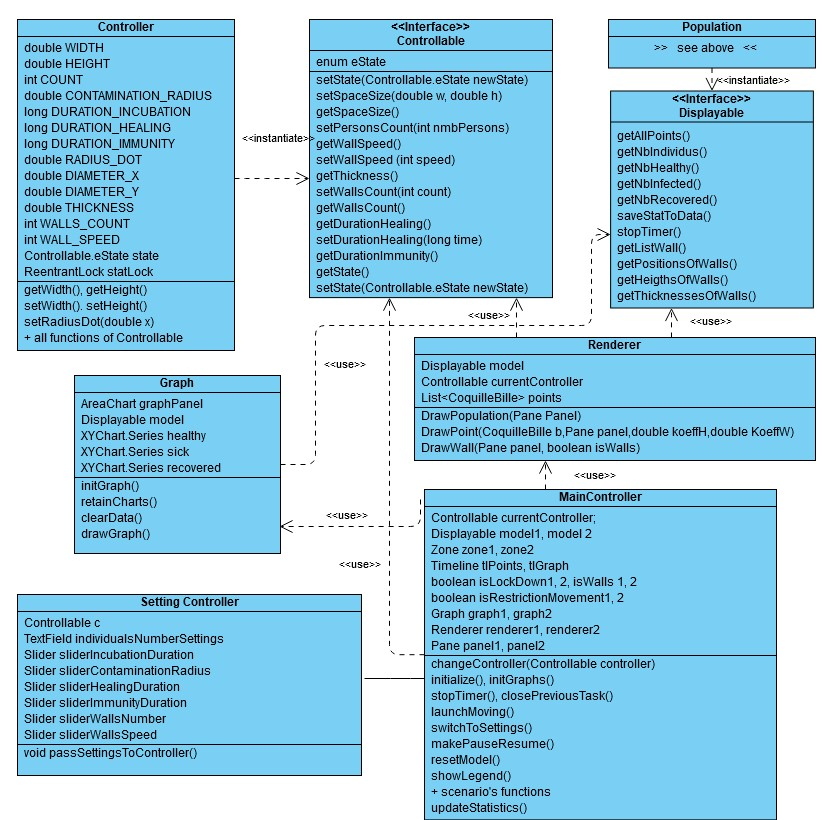 Controller
double WIDTH
double HEIGHT
int COUNT
double CONTAMINATION_RADIUS
long DURATION_INCUBATION
long DURATION_HEALING
long DURATION_IMMUNITY
double RADIUS_DOT
double DIAMETER_X
double DIAMETER_Y
double THICKNESS
int WALLS_COUNT
int WALL_SPEED
Controllable.eState state
ReentrantLock statLock
getWidth(), getHeight()
setWidth(). setHeight()
setRadiusDot(double x)
+ all functions of Controllable
<<instantiate>>
<<Interface>>
Controllable
enum eState
setState(Controllable.eState newState)
setSpaceSize(double w, double h)
getSpaceSize()
setPersonsCount(int nmbPersons)
getWallSpeed()
setWallSpeed (int speed)
getThickness()
setWallsCount(int count)
getWallsCount()
getDurationHealing()
setDurationHealing(long time)
getDurationImmunity()
getState()
setState(Controllable.eState newState)
Population
>> see above <<
<<instantiate>>
<<Interface>>
Displayable
getAllPoints()
getNbIndividus()
getNbHealthy()
getNbInfected()
getNbRecovered()
saveStatToData()
stopTimer()
getListWall()
getPositionsOfWalls()
getHeigthsOfWalls()
getThicknessesOfWalls()
<<use>>
<<use>>
<<use>>
Renderer
Displayable model
Controllable currentController
List<CoquilleBille> points
DrawPopulation(Pane Panel)
DrawPoint(CoquilleBille b,Pane panel,double koeffH,double KoeffW)
DrawWall(Pane panel, boolean isWalls)
Graph
AreaChart graphPanel
Displayable model
XYChart.Series healthy
XYChart.Series sick
XYChart.Series recovered
initGraph()
retainCharts()
clearData()
drawGraph()
<<use>>
<<use>>
<<use>>
MainController
Controllable currentController;
Displayable model1, model 2
Zone zone1, zone2
Timeline tlPoints, tlGraph
boolean isLockDown1, 2, isWalls 1, 2
boolean isRestrictionMovement1, 2
Graph graph1, graph2
Renderer renderer1, renderer2
Pane panel1, panel2
changeController(Controllable controller)
initialize(), initGraphs()
stopTimer(), closePreviousTask()
launchMoving()
switchToSettings()
makePauseResume()
resetModel()
showLegend()
+ scenario's functions
updateStatistics()
Setting Controller
Controllable c
TextField individualsNumberSettings
Slider sliderIncubationDuration
Slider sliderContaminationRadius
Slider sliderHealingDuration
Slider sliderImmunityDuration
Slider sliderWallsNumber
Slider sliderWallsSpeed
void passSettingsToController()